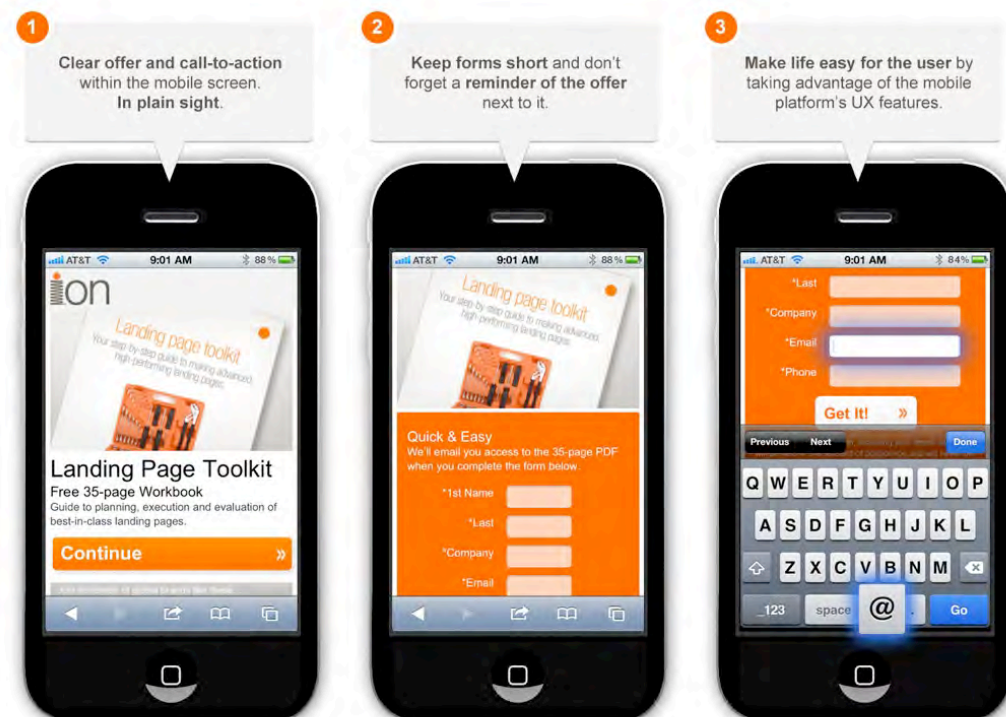 1
Clear offer and call-to-action
within the mobile screen.
In plain sight.
AT&T 9:01 AM 88%
ion
Landing page toolkit
Your step-by-step guide to making advanced,
high-performing landing pages.
Landing Page Toolkit
Free 35-page Workbook
Guide to planning, execution and evaluation of
best-in-class landing pages.
Continue »
2
Keep forms short and don't
forget a reminder of the offer
next to it.
AT&T 9:01 AM 88%
Landing page toolkit
Your step-by-step guide to making advanced,
high-performing landing pages.
Quick & Easy
We'll email you access to the 35-page PDF
when you complete the form below.
*1st Name
*Last
*Company
*Email
3
Make life easy for the user by
taking advantage of the mobile
platform's UX features.
AT&T 9:01 AM 84%
*Last
*Company
*Email
*Phone
Get It! »
Previous Next Done
Q W E R T Y U I O P
A S D F G H J K L
Z X C V B N M
_123 space @ . Go